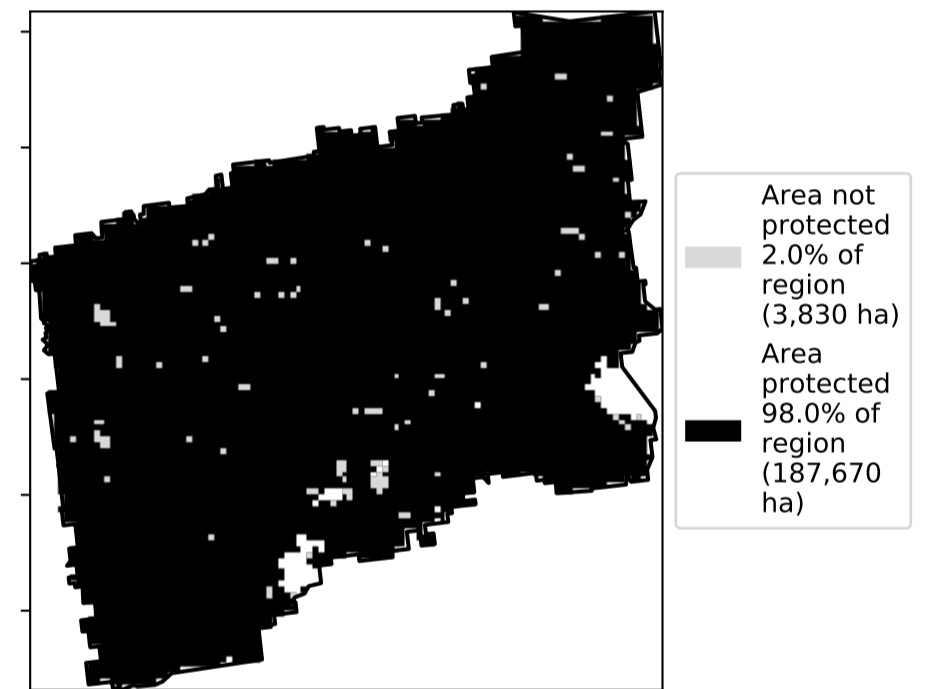 Area not
protected
2.0% of
region
(3,830 ha)
Area
protected
98.0% of
region
(187,670
ha)